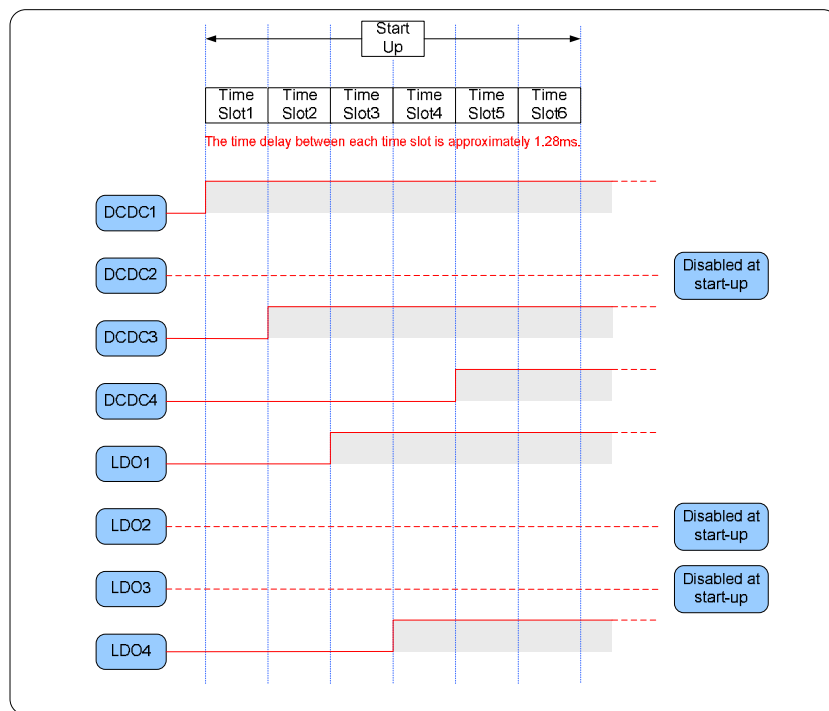 Start
Up
Time
Slot1
Time
Slot2
Time
Slot3
Time
Slot4
Time
Slot5
Time
Slot6
The time delay between each time slot is approximately 1.28ms.
DCDC1
DCDC2
Disabled at
start-up
DCDC3
DCDC4
LDO1
LDO2
Disabled at
start-up
LDO3
Disabled at
start-up
LDO4